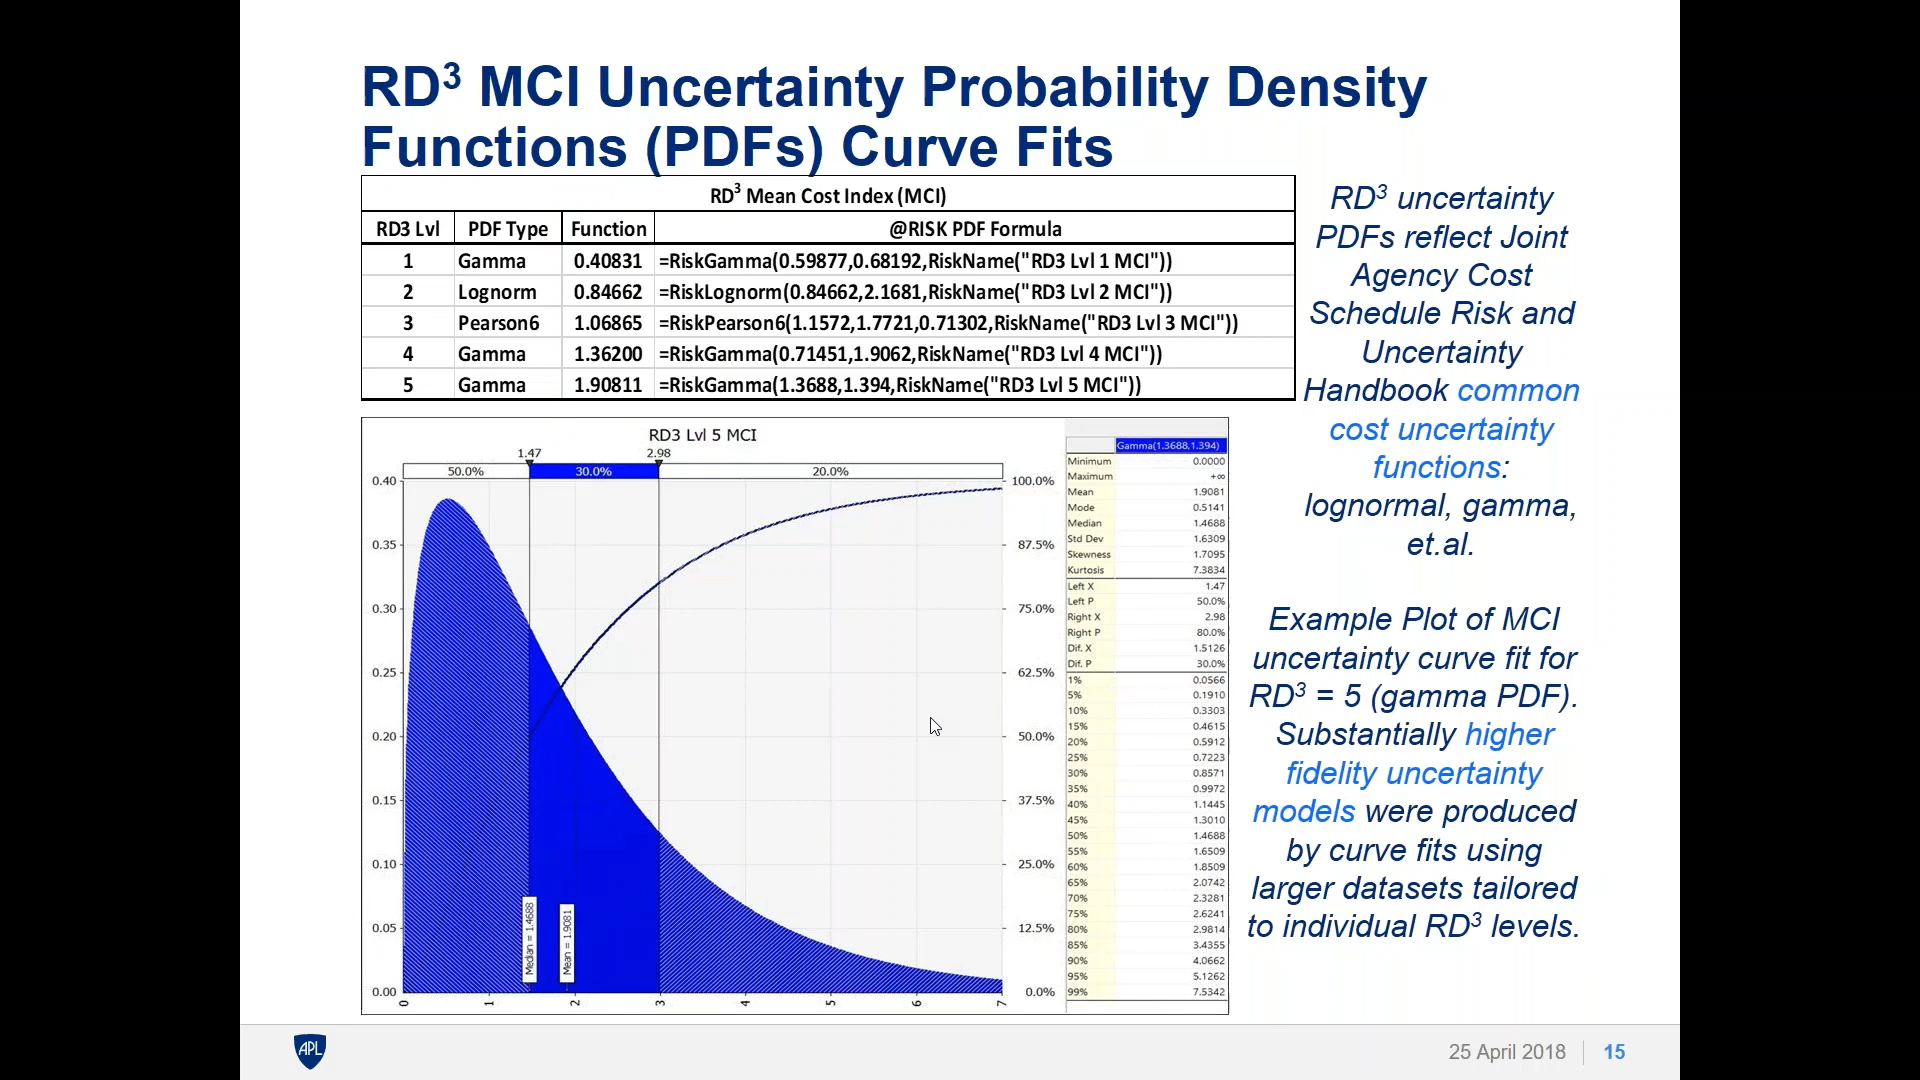 RD³ MCI Uncertainty Probability Density
Functions (PDFs) Curve Fits
RD³ Mean Cost Index (MCI)
RD3 Lvl PDF Type Function @RISK PDF Formula
1 Gamma 0.40831 =RiskGamma(0.59877,0.68192,RiskName("RD3 Lvl 1 MCI"))
2 Lognorm 0.84662 =RiskLognorm(0.84662,2.1681,RiskName("RD3 Lvl 2 MCI"))
3 Pearson6 1.06865 =RiskPearson6(1.1572,1.7721,0.71302,RiskName("RD3 Lvl 3 MCI"))
4 Gamma 1.36200 =RiskGamma(0.71451,1.9062,RiskName("RD3 Lvl 4 MCI"))
5 Gamma 1.90811 =RiskGamma(1.3688,1.394,RiskName("RD3 Lvl 5 MCI"))
RD³ uncertainty
PDFs reflect Joint
Agency Cost
Schedule Risk and
Uncertainty
Handbook common
cost uncertainty
functions:
lognormal, gamma,
et.al.
Example Plot of MCI
uncertainty curve fit for
RD³ = 5 (gamma PDF).
Substantially higher
fidelity uncertainty
models were produced
by curve fits using
larger datasets tailored
to individual RD³ levels.
RD3 Lvl 5 MCI
1.47 2.98
50.0% 30.0% 20.0%
0.40
0.35
0.30
0.25
0.20
0.15
0.10
0.05
0.00
100.0%
87.5%
75.0%
62.5%
50.0%
37.5%
25.0%
12.5%
0.0%
Median = 1.4688
Mean = 1.9081
0 1 2 3 4 5 6 7
Gamma(1.3688,1.394)
Minimum 0.0000
Maximum +∞
Mean 1.9081
Mode 0.5141
Median 1.4688
Std Dev 1.6309
Skewness 1.7095
Kurtosis 7.3834
Left X 1.47
Left P 50.0%
Right X 2.98
Right P 80.0%
Dif. X 1.5126
Dif. P 30.0%
1% 0.0566
5% 0.1910
10% 0.3303
15% 0.4615
20% 0.5912
25% 0.7223
30% 0.8571
35% 0.9972
40% 1.1445
45% 1.3010
50% 1.4688
55% 1.6509
60% 1.8509
65% 2.0742
70% 2.3281
75% 2.6241
80% 2.9814
85% 3.4355
90% 4.0662
95% 5.1262
99% 7.5342
APL
25 April 2018 15